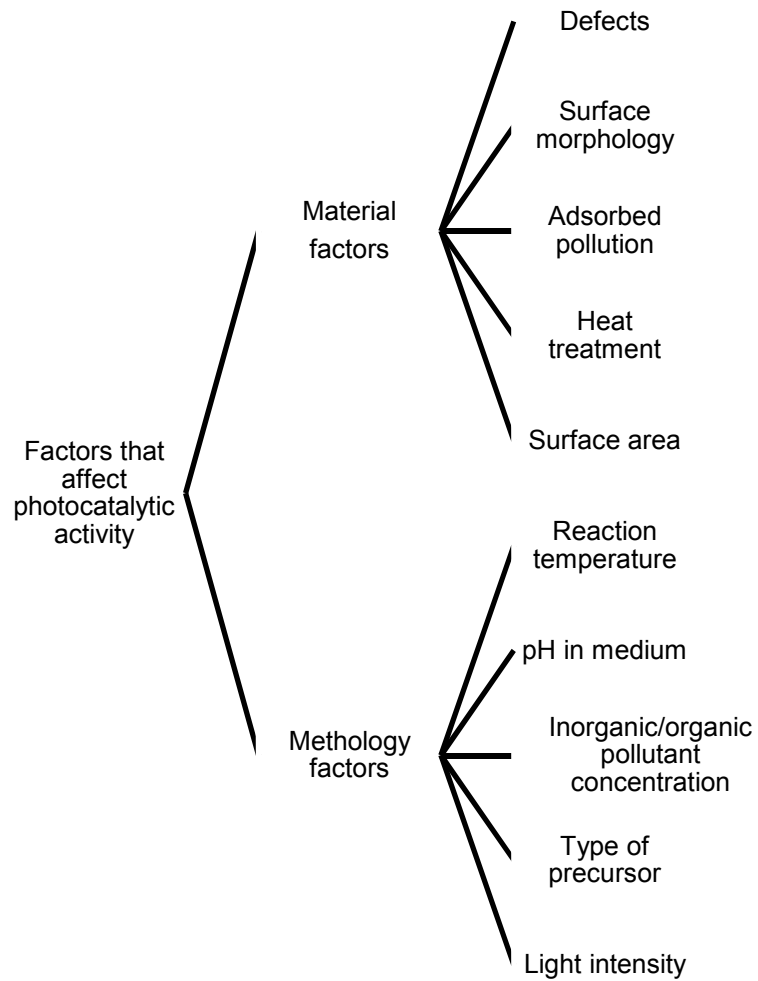 Defects
Surface
morphology
Material
factors
Adsorbed
pollution
Heat
treatment
Surface area
Factors that
affect
photocatalytic
activity
Reaction
temperature
pH in medium
Methology
factors
Inorganic/organic
pollutant
concentration
Type of
precursor
Light intensity